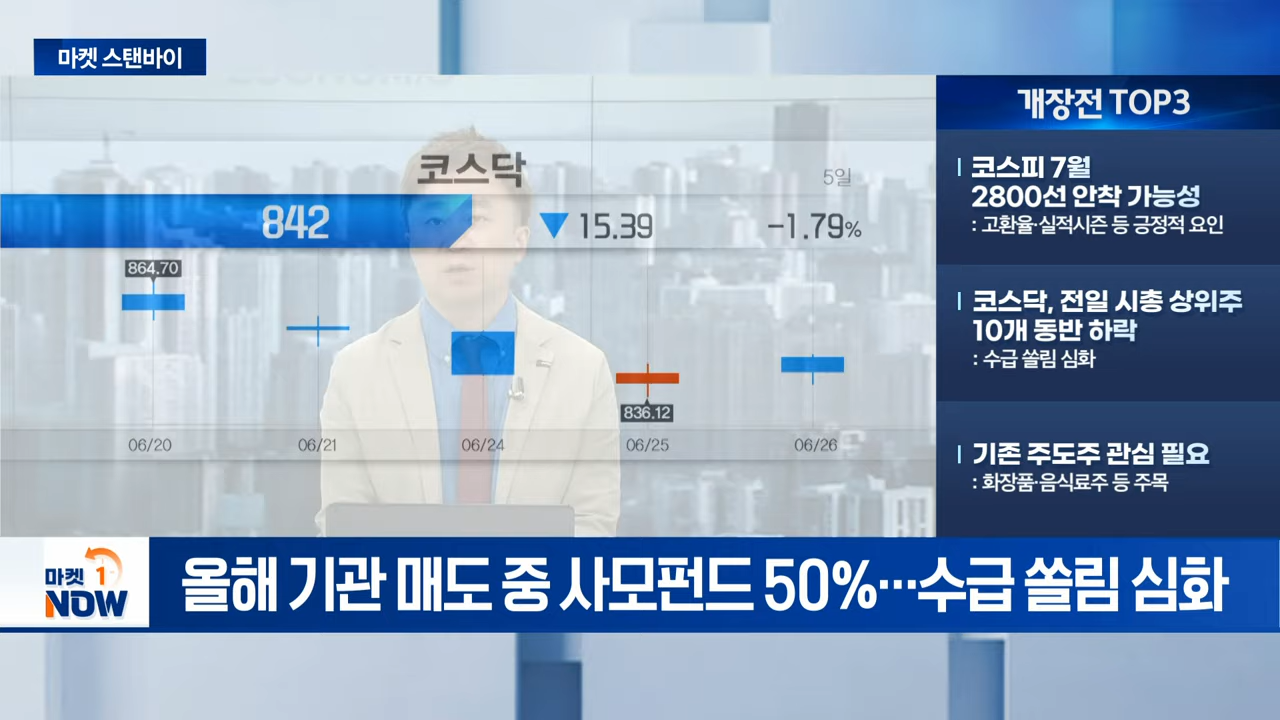 마켓 스탠바이
개장전 TOP3
코스닥
5일
842 ▼ 15.39 -1.79%
864.70
836.12
06/20 06/21 06/24 06/25 06/26
코스피 7월
2800선 안착 가능성
: 고환율·실적시즌 등 긍정적 요인
코스닥, 전일 시총 상위주
10개 동반 하락
: 수급 쏠림 심화
기존 주도주 관심 필요
: 화장품·음식료주 등 주목
마켓 1
NOW
올해 기관 매도 중 사모펀드 50%…수급 쏠림 심화